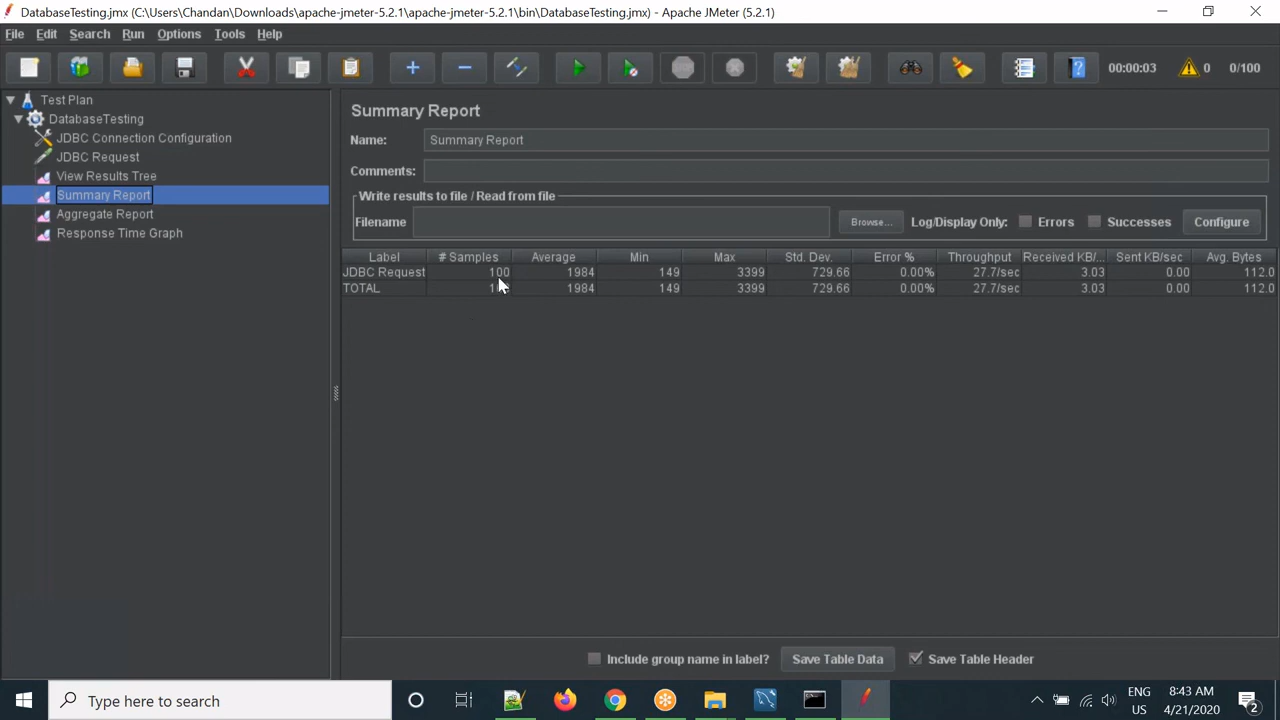 DatabaseTesting.jmx (C:\Users\Chandan\Downloads\apache-jmeter-5.2.1\apache-jmeter-5.2.1\bin\DatabaseTesting.jmx) - Apache JMeter (5.2.1)
File Edit Search Run Options Tools Help
00:00:03 0 0/100
Test Plan
DatabaseTesting
JDBC Connection Configuration
JDBC Request
View Results Tree
Summary Report
Aggregate Report
Response Time Graph
Summary Report
Name: Summary Report
Comments:
Write results to file / Read from file
Filename Browse... Log/Display Only: Errors Successes Configure
Label # Samples Average Min Max Std. Dev. Error % Throughput Received KB/... Sent KB/sec Avg. Bytes
JDBC Request 100 1984 149 3399 729.66 0.00% 27.7/sec 3.03 0.00 112.0
TOTAL 1984 149 3399 729.66 0.00% 27.7/sec 3.03 0.00 112.0
Include group name in label? Save Table Data Save Table Header
Type here to search
ENG
US
8:43 AM
4/21/2020
2